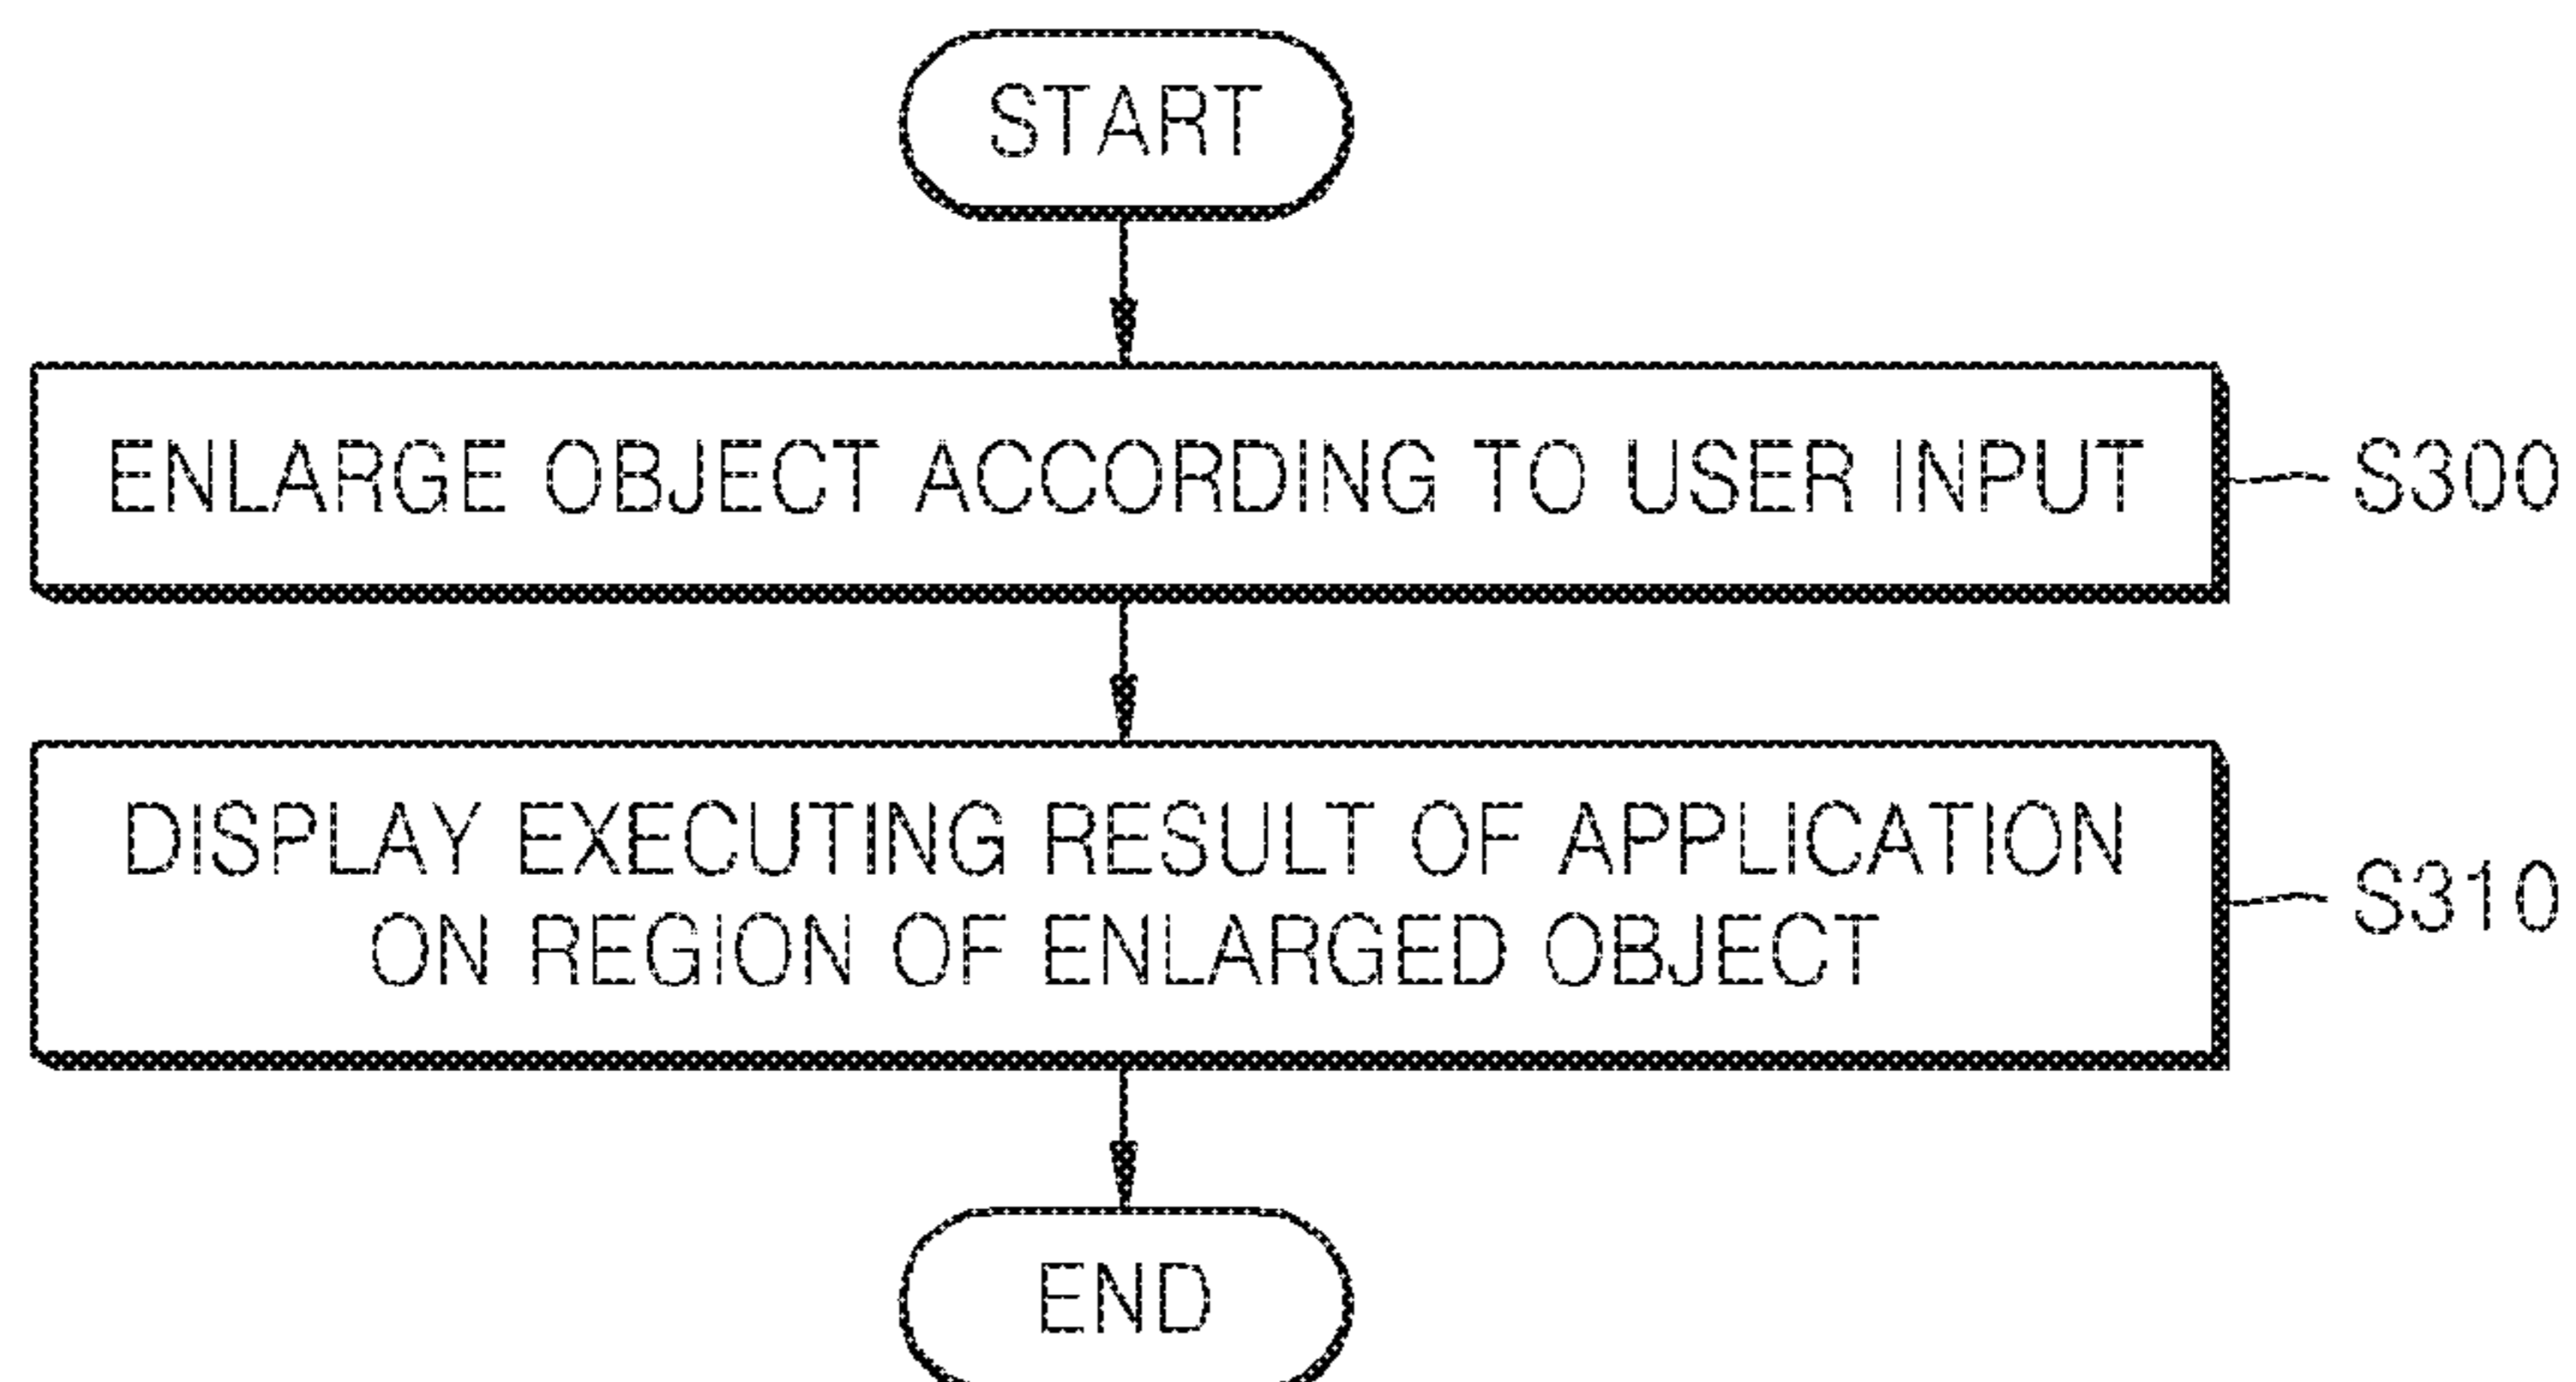 START
ENLARGE OBJECT ACCORDING TO USER INPUT
S300
DISPLAY EXECUTING RESULT OF APPLICATION
ON REGION OF ENLARGED OBJECT
S310
END